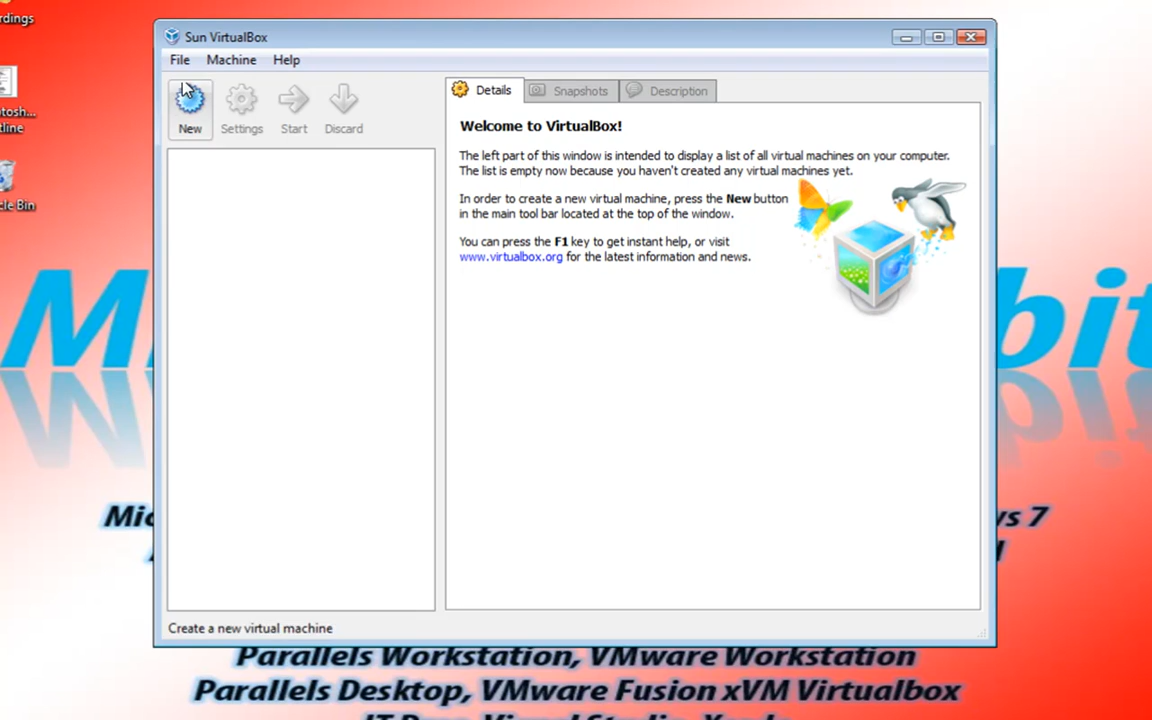 rdings
Sun VirtualBox
File Machine Help
tosh...
tline
New Settings Start Discard
Details Snapshots Description
Welcome to VirtualBox!
The left part of this window is intended to display a list of all virtual machines on your computer.
The list is empty now because you haven't created any virtual machines yet.
In order to create a new virtual machine, press the New button
in the main tool bar located at the top of the window.
You can press the F1 key to get instant help, or visit
www.virtualbox.org for the latest information and news.
cle Bin
M bit
Mic ws 7
Create a new virtual machine
Parallels Workstation, VMware Workstation
Parallels Desktop, VMware Fusion xVM Virtualbox